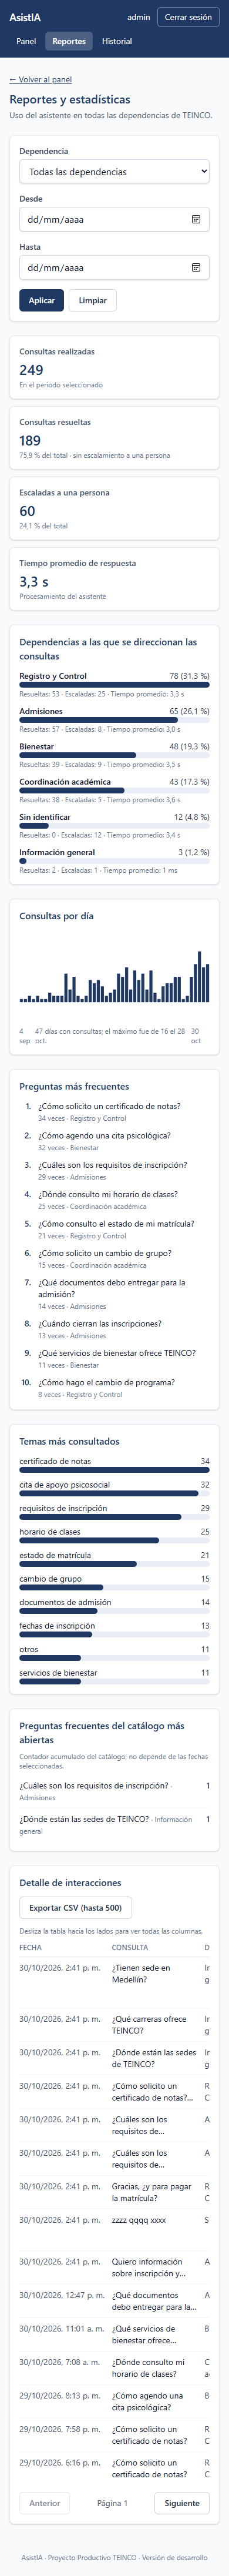 AsistIA
admin
Cerrar sesión
Panel
Reportes
Historial
← Volver al panel
Reportes y estadísticas
Uso del asistente en todas las dependencias de TEINCO.
Dependencia
Todas las dependencias
Desde
dd/mm/aaaa
Hasta
dd/mm/aaaa
Aplicar
Limpiar
Consultas realizadas
249
En el periodo seleccionado
Consultas resueltas
189
75,9 % del total · sin escalamiento a una persona
Escaladas a una persona
60
24,1 % del total
Tiempo promedio de respuesta
3,3 s
Procesamiento del asistente
Dependencias a las que se direccionan las
consultas
Registro y Control 78 (31,3 %)
Resueltas: 53 · Escaladas: 25 · Tiempo promedio: 3,3 s
Admisiones 65 (26,1 %)
Resueltas: 57 · Escaladas: 8 · Tiempo promedio: 3,0 s
Bienestar 48 (19,3 %)
Resueltas: 39 · Escaladas: 9 · Tiempo promedio: 3,5 s
Coordinación académica 43 (17,3 %)
Resueltas: 38 · Escaladas: 5 · Tiempo promedio: 3,6 s
Sin identificar 12 (4,8 %)
Resueltas: 0 · Escaladas: 12 · Tiempo promedio: 3,4 s
Información general 3 (1,2 %)
Resueltas: 2 · Escaladas: 1 · Tiempo promedio: 1 ms
Consultas por día
4 sep
47 días con consultas; el máximo fue de 16 el 28 oct.
30 oct
Preguntas más frecuentes
1. ¿Cómo solicito un certificado de notas?
34 veces · Registro y Control
2. ¿Cómo agendo una cita psicológica?
32 veces · Bienestar
3. ¿Cuáles son los requisitos de inscripción?
29 veces · Admisiones
4. ¿Dónde consulto mi horario de clases?
25 veces · Coordinación académica
5. ¿Cómo consulto el estado de mi matrícula?
21 veces · Registro y Control
6. ¿Cómo solicito un cambio de grupo?
15 veces · Coordinación académica
7. ¿Qué documentos debo entregar para la
admisión?
14 veces · Admisiones
8. ¿Cuándo cierran las inscripciones?
13 veces · Admisiones
9. ¿Qué servicios de bienestar ofrece TEINCO?
11 veces · Bienestar
10. ¿Cómo hago el cambio de programa?
8 veces · Registro y Control
Temas más consultados
certificado de notas 34
cita de apoyo psicosocial 32
requisitos de inscripción 29
horario de clases 25
estado de matrícula 21
cambio de grupo 15
documentos de admisión 14
fechas de inscripción 13
otros 11
servicios de bienestar 11
Preguntas frecuentes del catálogo más
abiertas
Contador acumulado del catálogo; no depende de las fechas
seleccionadas.
¿Cuáles son los requisitos de inscripción? · 1
Admisiones
¿Dónde están las sedes de TEINCO? · Información 1
general
Detalle de interacciones
Exportar CSV (hasta 500)
Desliza la tabla hacia los lados para ver todas las columnas.
FECHA CONSULTA D
30/10/2026, 2:41 p. m. ¿Tienen sede en In
Medellín? g
30/10/2026, 2:41 p. m. ¿Qué carreras ofrece In
TEINCO? g
30/10/2026, 2:41 p. m. ¿Dónde están las sedes In
de TEINCO? g
30/10/2026, 2:41 p. m. ¿Cómo solicito un R
certificado de notas?... C
30/10/2026, 2:41 p. m. ¿Cuáles son los A
requisitos de...
30/10/2026, 2:41 p. m. ¿Cuáles son los A
requisitos de...
30/10/2026, 2:41 p. m. Gracias, ¿y para pagar R
la matrícula? C
30/10/2026, 2:41 p. m. zzzz qqqq xxxx S
30/10/2026, 2:41 p. m. Quiero información A
sobre inscripción y...
30/10/2026, 12:47 p. m. ¿Qué documentos A
debo entregar para la...
30/10/2026, 11:01 a. m. ¿Qué servicios de B
bienestar ofrece...
30/10/2026, 7:08 a. m. ¿Dónde consulto mi C
horario de clases? a
29/10/2026, 8:13 p. m. ¿Cómo agendo una B
cita psicológica?
29/10/2026, 7:58 p. m. ¿Cómo solicito un R
certificado de notas? C
29/10/2026, 6:16 p. m. ¿Cómo solicito un R
certificado de notas? C
Anterior
Página 1
Siguiente
AsistIA · Proyecto Productivo TEINCO · Versión de desarrollo